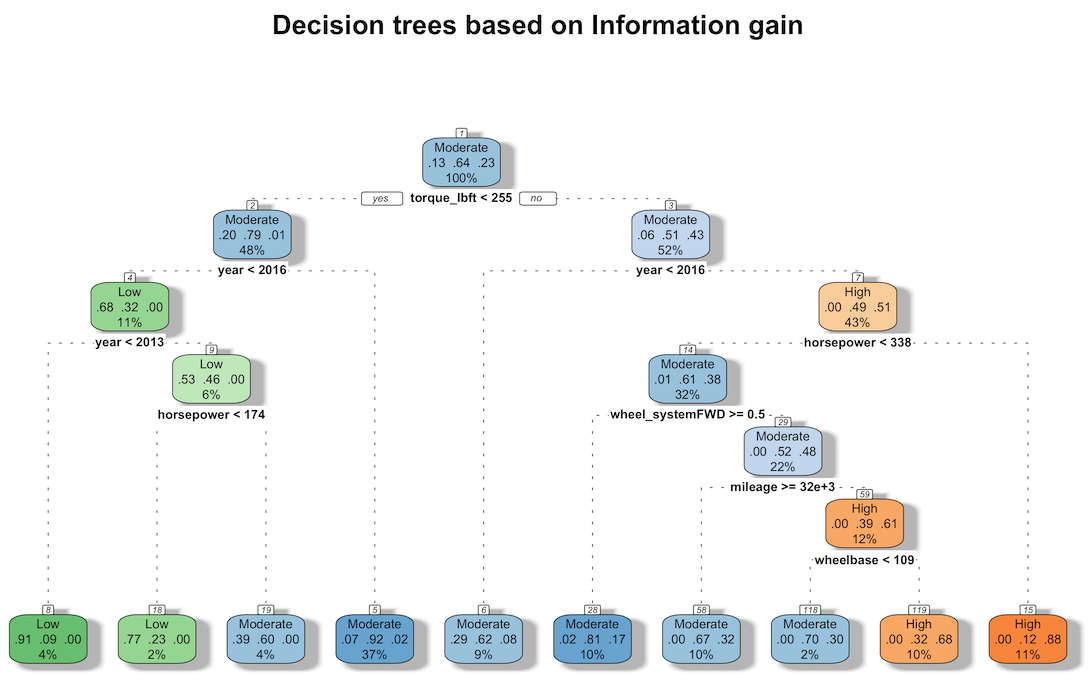 Decision trees based on Information gain
1
Moderate
.13 .64 .23
100%
yes torque_lbft < 255 no
2
Moderate
.20 .79 .01
48%
year < 2016
3
Moderate
.06 .51 .43
52%
year < 2016
4
Low
.68 .32 .00
11%
year < 2013
7
High
.00 .49 .51
43%
horsepower < 338
9
Low
.53 .46 .00
6%
horsepower < 174
14
Moderate
.01 .61 .38
32%
wheel_systemFWD >= 0.5
29
Moderate
.00 .52 .48
22%
mileage >= 32e+3
59
High
.00 .39 .61
12%
wheelbase < 109
8
Low
.91 .09 .00
4%
18
Low
.77 .23 .00
2%
19
Moderate
.39 .60 .00
4%
5
Moderate
.07 .92 .02
37%
6
Moderate
.29 .62 .08
9%
28
Moderate
.02 .81 .17
10%
58
Moderate
.00 .67 .32
10%
118
Moderate
.00 .70 .30
2%
119
High
.00 .32 .68
10%
15
High
.00 .12 .88
11%